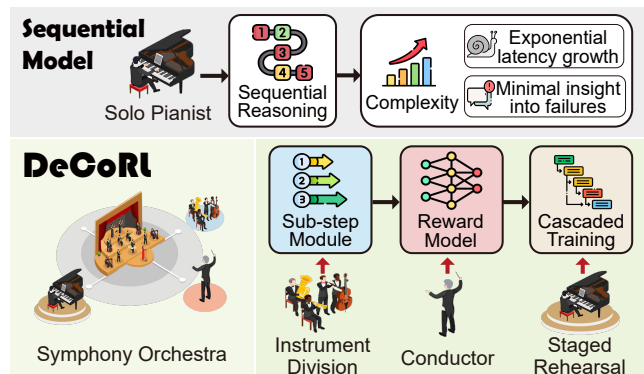 Sequential
Model
Solo Pianist
1 2
3
4 5
Sequential
Reasoning
Complexity
Exponential
latency growth
Minimal insight
into failures
DeCoRL
Symphony Orchestra
1
2
3
Sub-step
Module
Reward
Model
Cascaded
Training
Instrument
Division
Conductor
Staged
Rehearsal